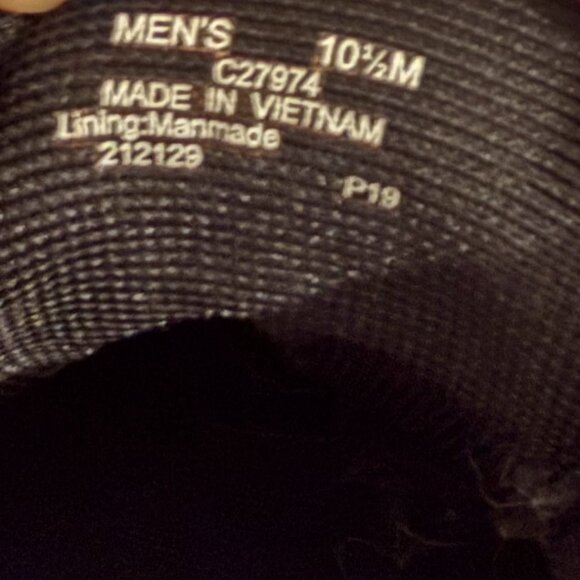 MEN'S 10½M
C27974
MADE IN VIETNAM
Lining:Manmade
212129
P19